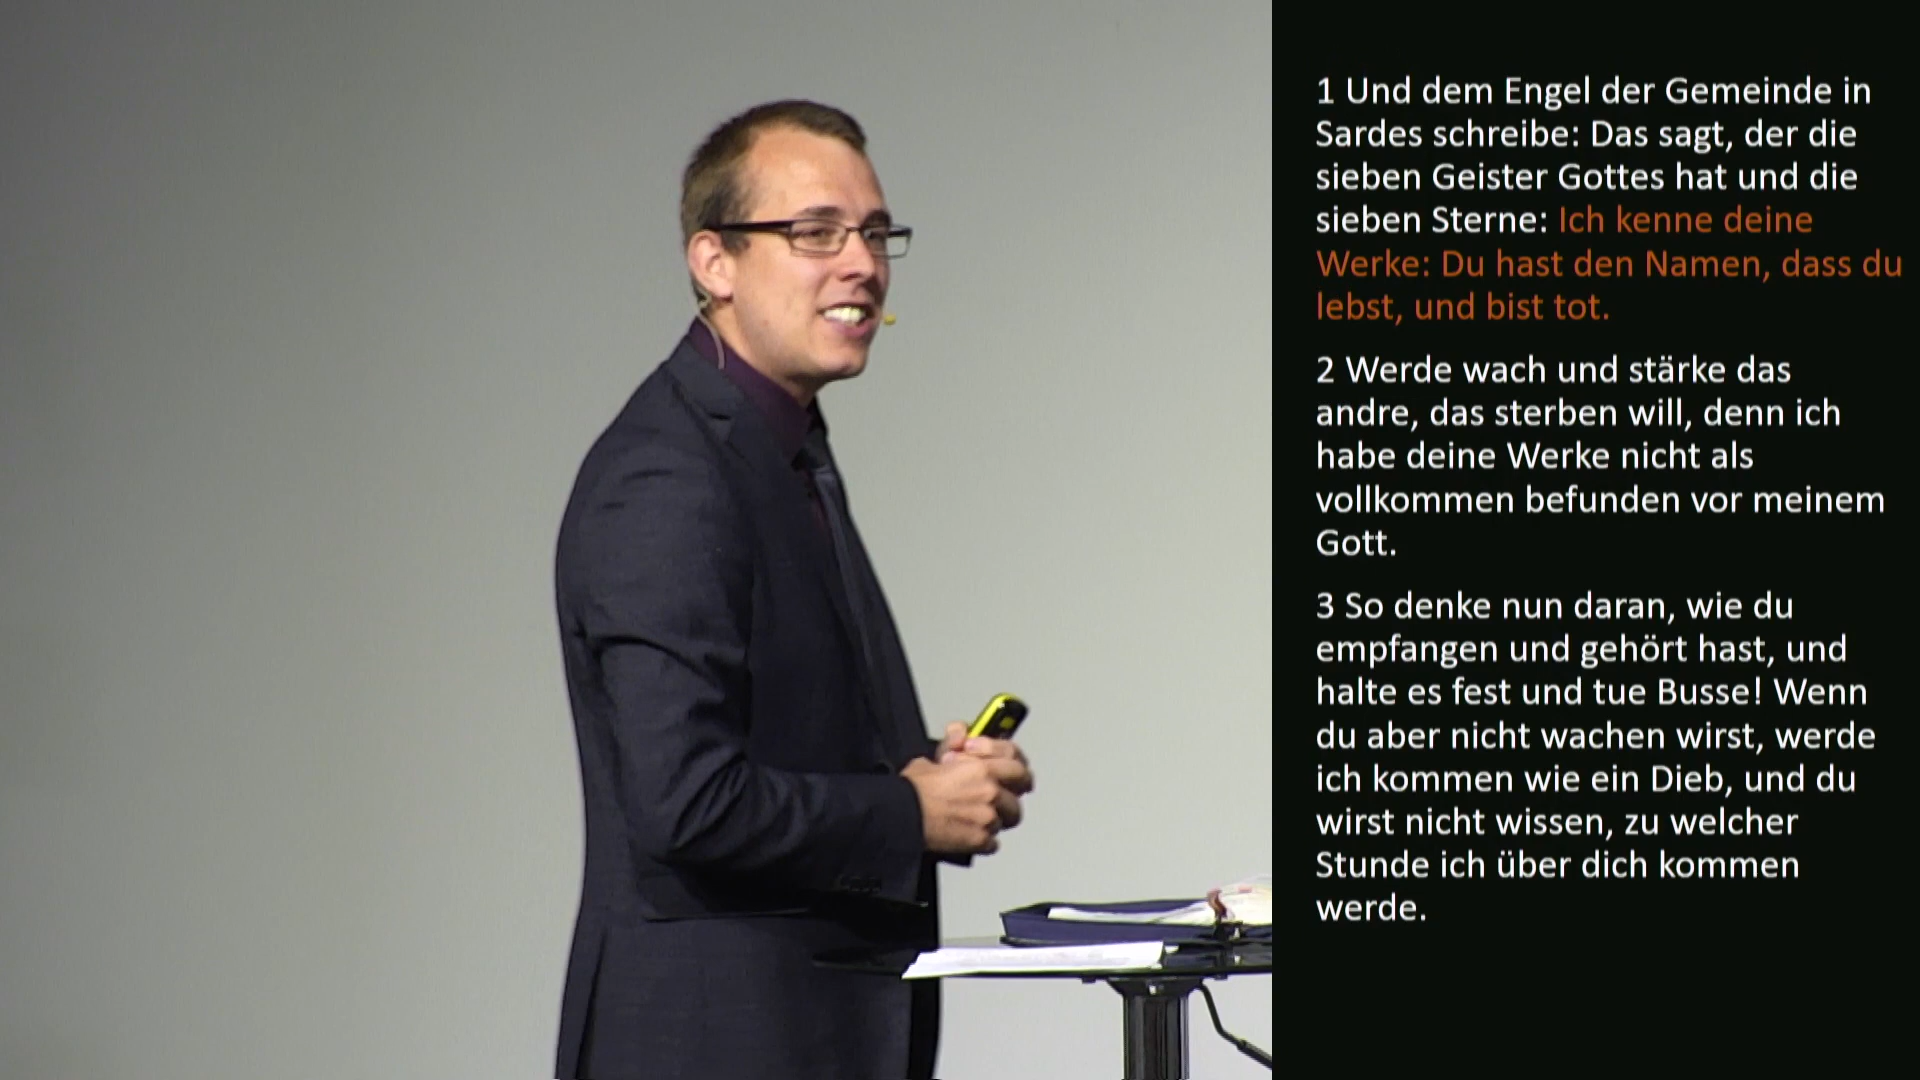 1 Und dem Engel der Gemeinde in
Sardes schreibe: Das sagt, der die
sieben Geister Gottes hat und die
sieben Sterne: Ich kenne deine
Werke: Du hast den Namen, dass du
lebst, und bist tot.
2 Werde wach und stärke das
andre, das sterben will, denn ich
habe deine Werke nicht als
vollkommen befunden vor meinem
Gott.
3 So denke nun daran, wie du
empfangen und gehört hast, und
halte es fest und tue Busse! Wenn
du aber nicht wachen wirst, werde
ich kommen wie ein Dieb, und du
wirst nicht wissen, zu welcher
Stunde ich über dich kommen
werde.